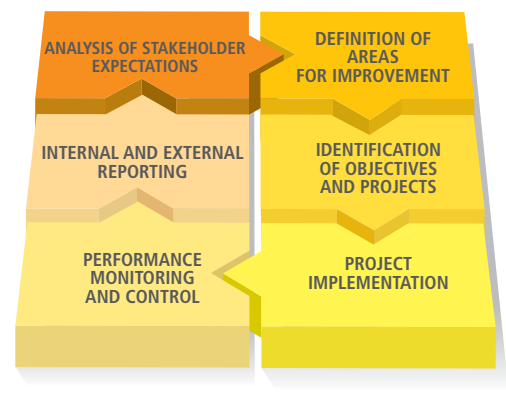 ANALYSIS OF STAKEHOLDER
EXPECTATIONS
DEFINITION OF
AREAS
FOR IMPROVEMENT
INTERNAL AND EXTERNAL
REPORTING
IDENTIFICATION
OF OBJECTIVES
AND PROJECTS
PERFORMANCE
MONITORING
AND CONTROL
PROJECT
IMPLEMENTATION